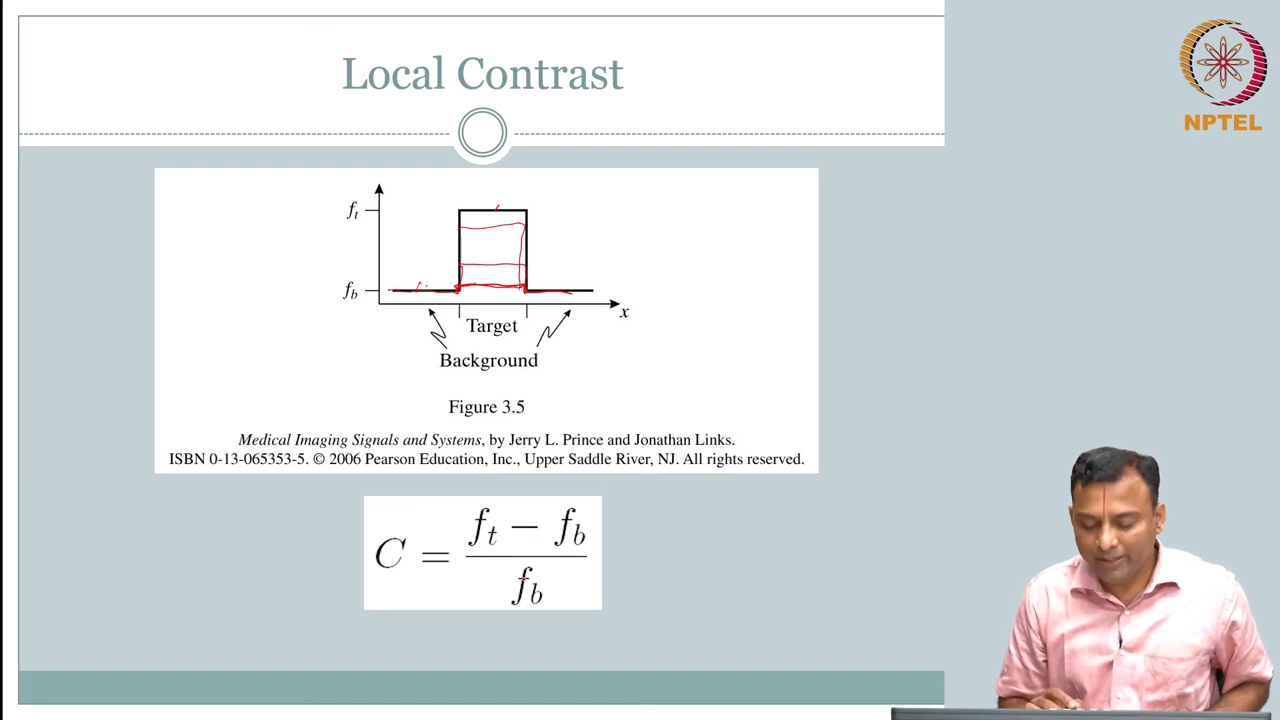 Local Contrast
NPTEL
f_t
f_b
x
Target
Background
Figure 3.5
Medical Imaging Signals and Systems, by Jerry L. Prince and Jonathan Links.
ISBN 0-13-065353-5. © 2006 Pearson Education, Inc., Upper Saddle River, NJ. All rights reserved.
C = \frac{f_t - f_b}{f_b}